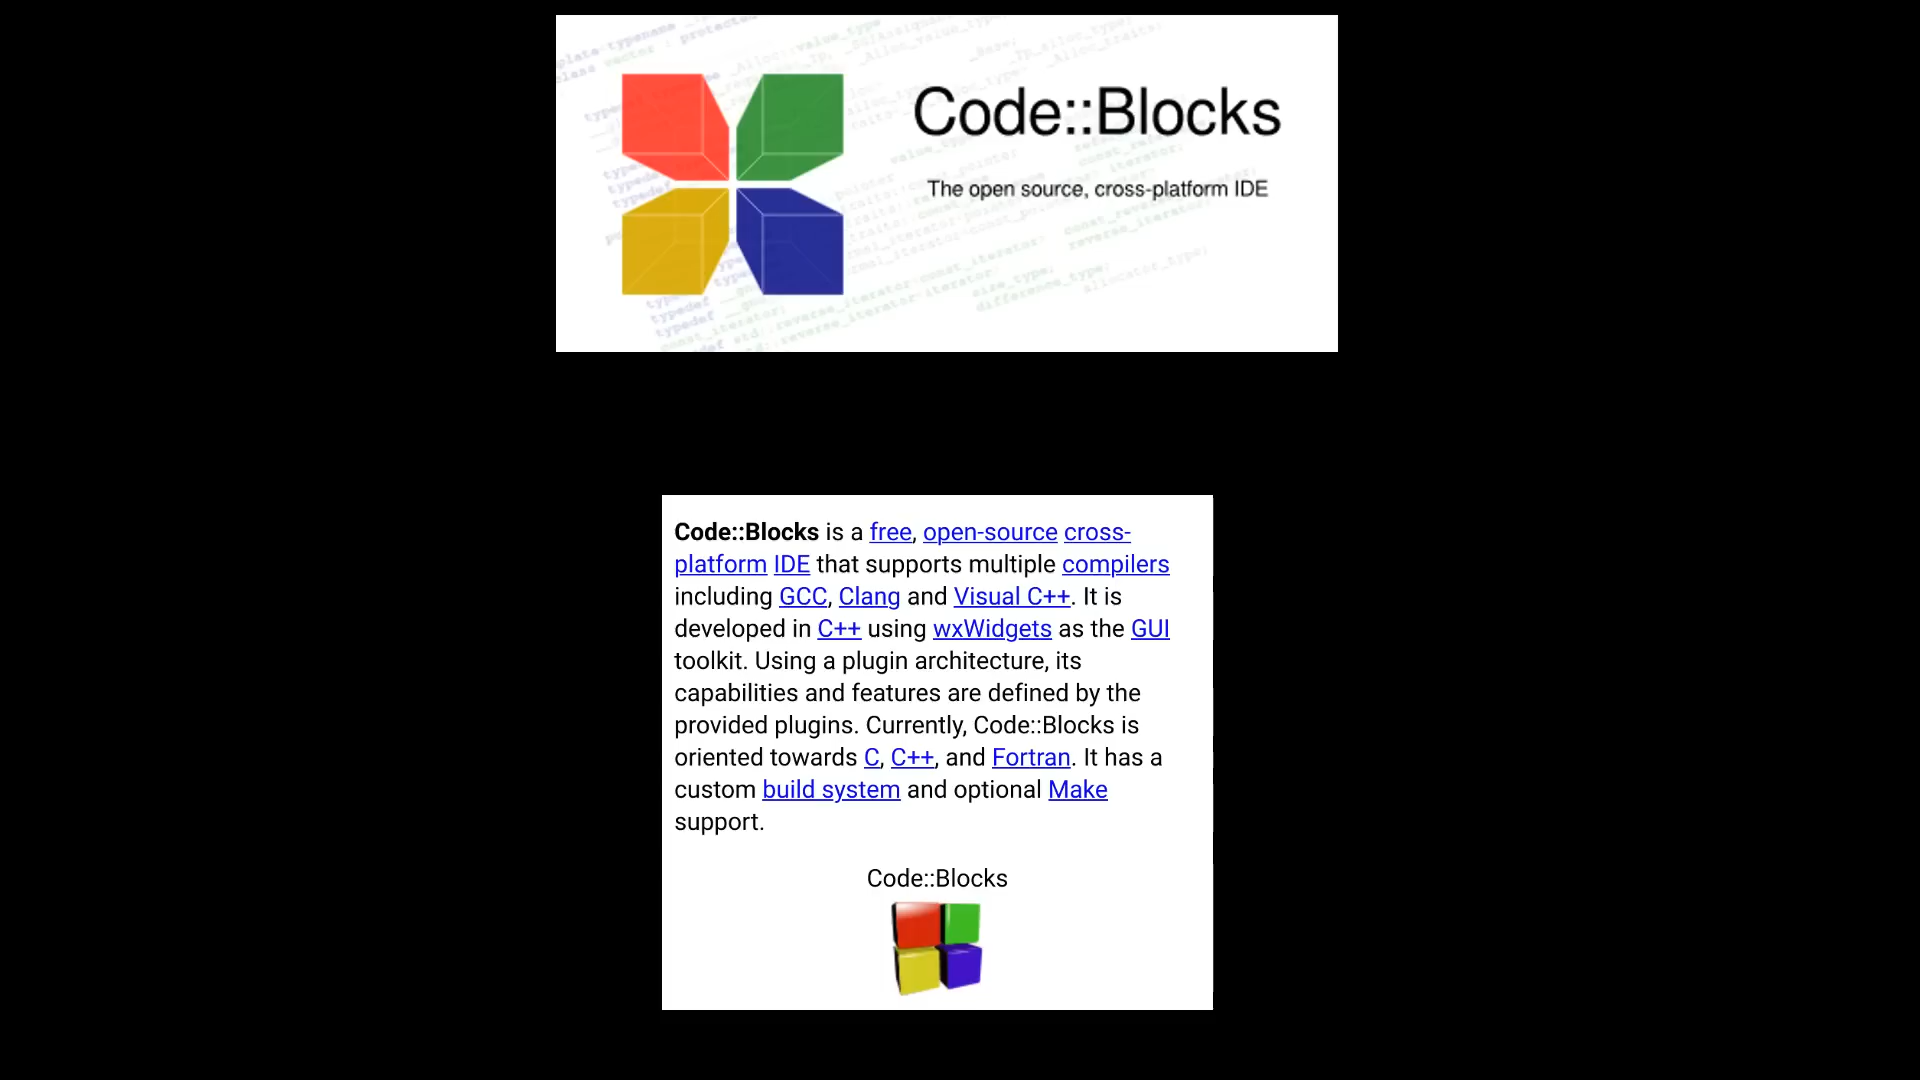 Code::Blocks
The open source, cross-platform IDE
Code::Blocks is a free, open-source cross-
platform IDE that supports multiple compilers
including GCC, Clang and Visual C++. It is
developed in C++ using wxWidgets as the GUI
toolkit. Using a plugin architecture, its
capabilities and features are defined by the
provided plugins. Currently, Code::Blocks is
oriented towards C, C++, and Fortran. It has a
custom build system and optional Make
support.
Code::Blocks